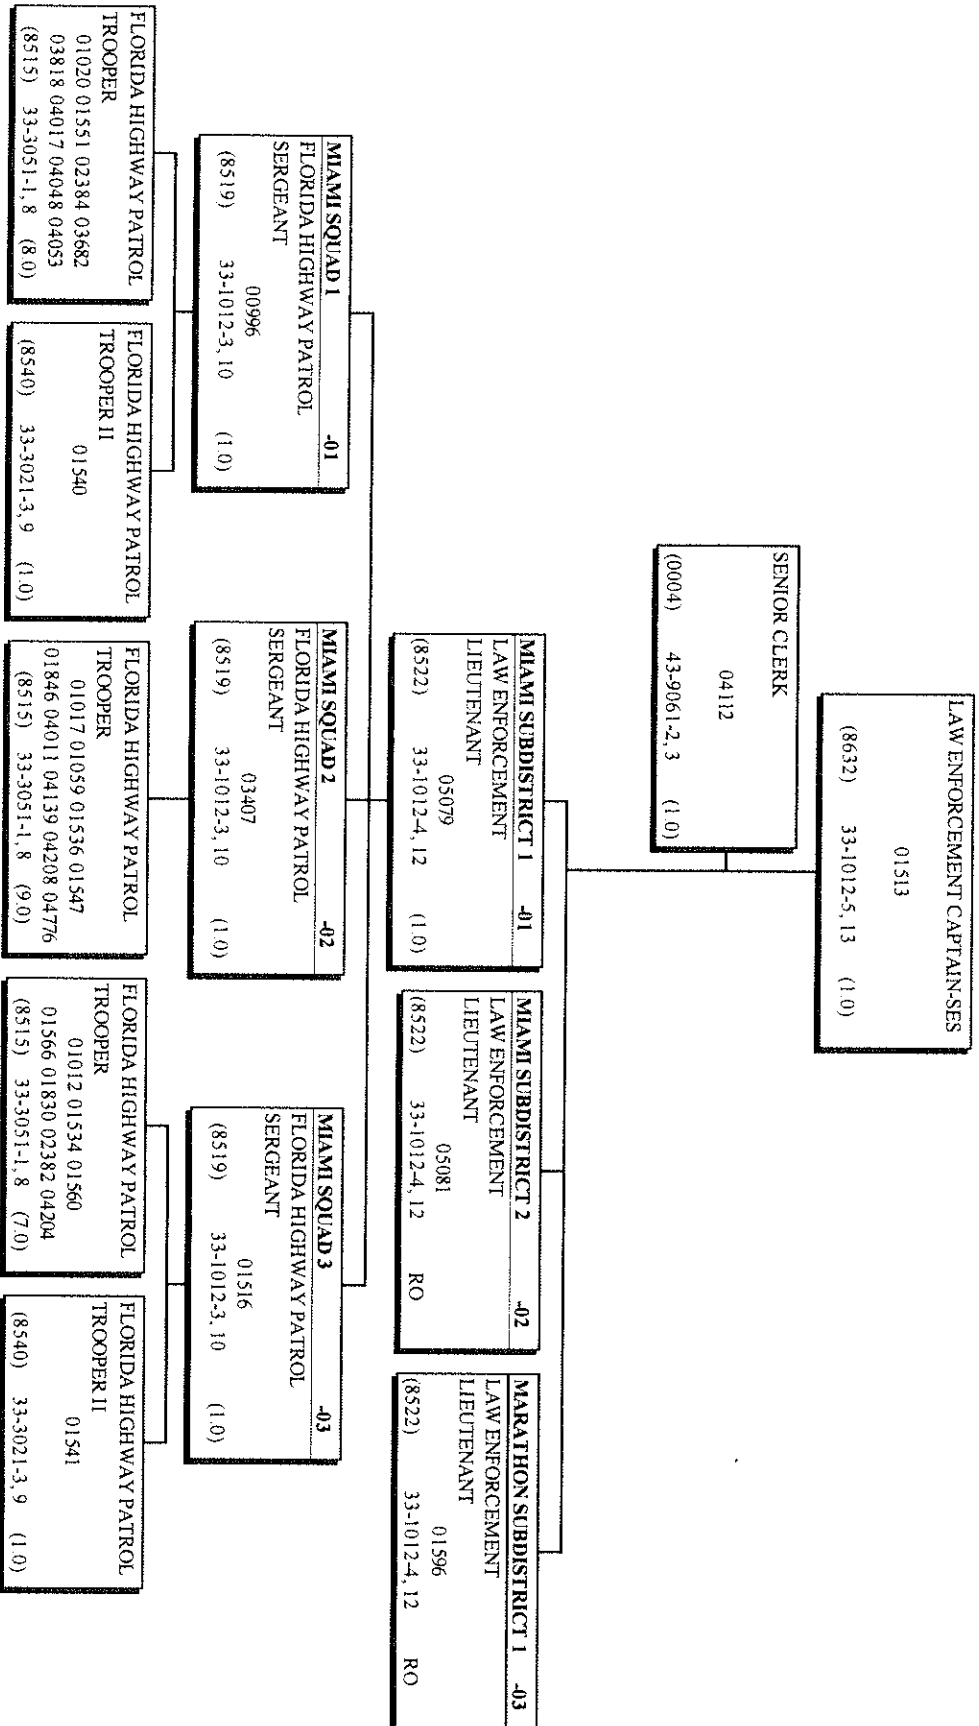 LAW ENFORCEMENT CAPTAIN-SES
01513
(8632) 33-1012-5, 13 (1.0)
SENIOR CLERK
04112
(0004) 43-9061-2, 3 (1.0)
MIAMI SUBDISTRICT 1 -01
LAW ENFORCEMENT
LIEUTENANT
05079
(8522) 33-1012-4, 12 (1.0)
MIAMI SUBDISTRICT 2 -02
LAW ENFORCEMENT
LIEUTENANT
05081
(8522) 33-1012-4, 12 RO
MARATHON SUBDISTRICT 1 -03
LAW ENFORCEMENT
LIEUTENANT
01596
(8522) 33-1012-4, 12 RO
MIAMI SQUAD 1 -01
FLORIDA HIGHWAY PATROL
SERGEANT
00996
(8519) 33-1012-3, 10 (1.0)
MIAMI SQUAD 2 -02
FLORIDA HIGHWAY PATROL
SERGEANT
03407
(8519) 33-1012-3, 10 (1.0)
MIAMI SQUAD 3 -03
FLORIDA HIGHWAY PATROL
SERGEANT
01516
(8519) 33-1012-3, 10 (1.0)
FLORIDA HIGHWAY PATROL
TROOPER
01020 01551 02384 03682
03818 04017 04048 04053
(8515) 33-3051-1, 8 (8.0)
FLORIDA HIGHWAY PATROL
TROOPER II
01540
(8540) 33-3021-3, 9 (1.0)
FLORIDA HIGHWAY PATROL
TROOPER
01017 01059 01536 01547
01846 04011 04139 04208 04776
(8515) 33-3051-1, 8 (9.0)
FLORIDA HIGHWAY PATROL
TROOPER
01012 01534 01560
01566 01830 02382 04204
(8515) 33-3051-1, 8 (7.0)
FLORIDA HIGHWAY PATROL
TROOPER II
01541
(8540) 33-3021-3, 9 (1.0)